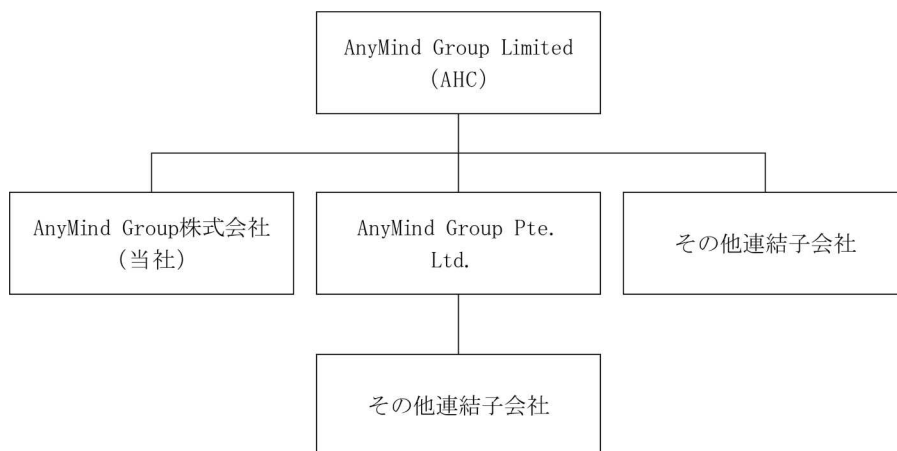 AnyMind Group Limited
(AHC)
AnyMind Group株式会社
(当社)
AnyMind Group Pte.
Ltd.
その他連結子会社
その他連結子会社